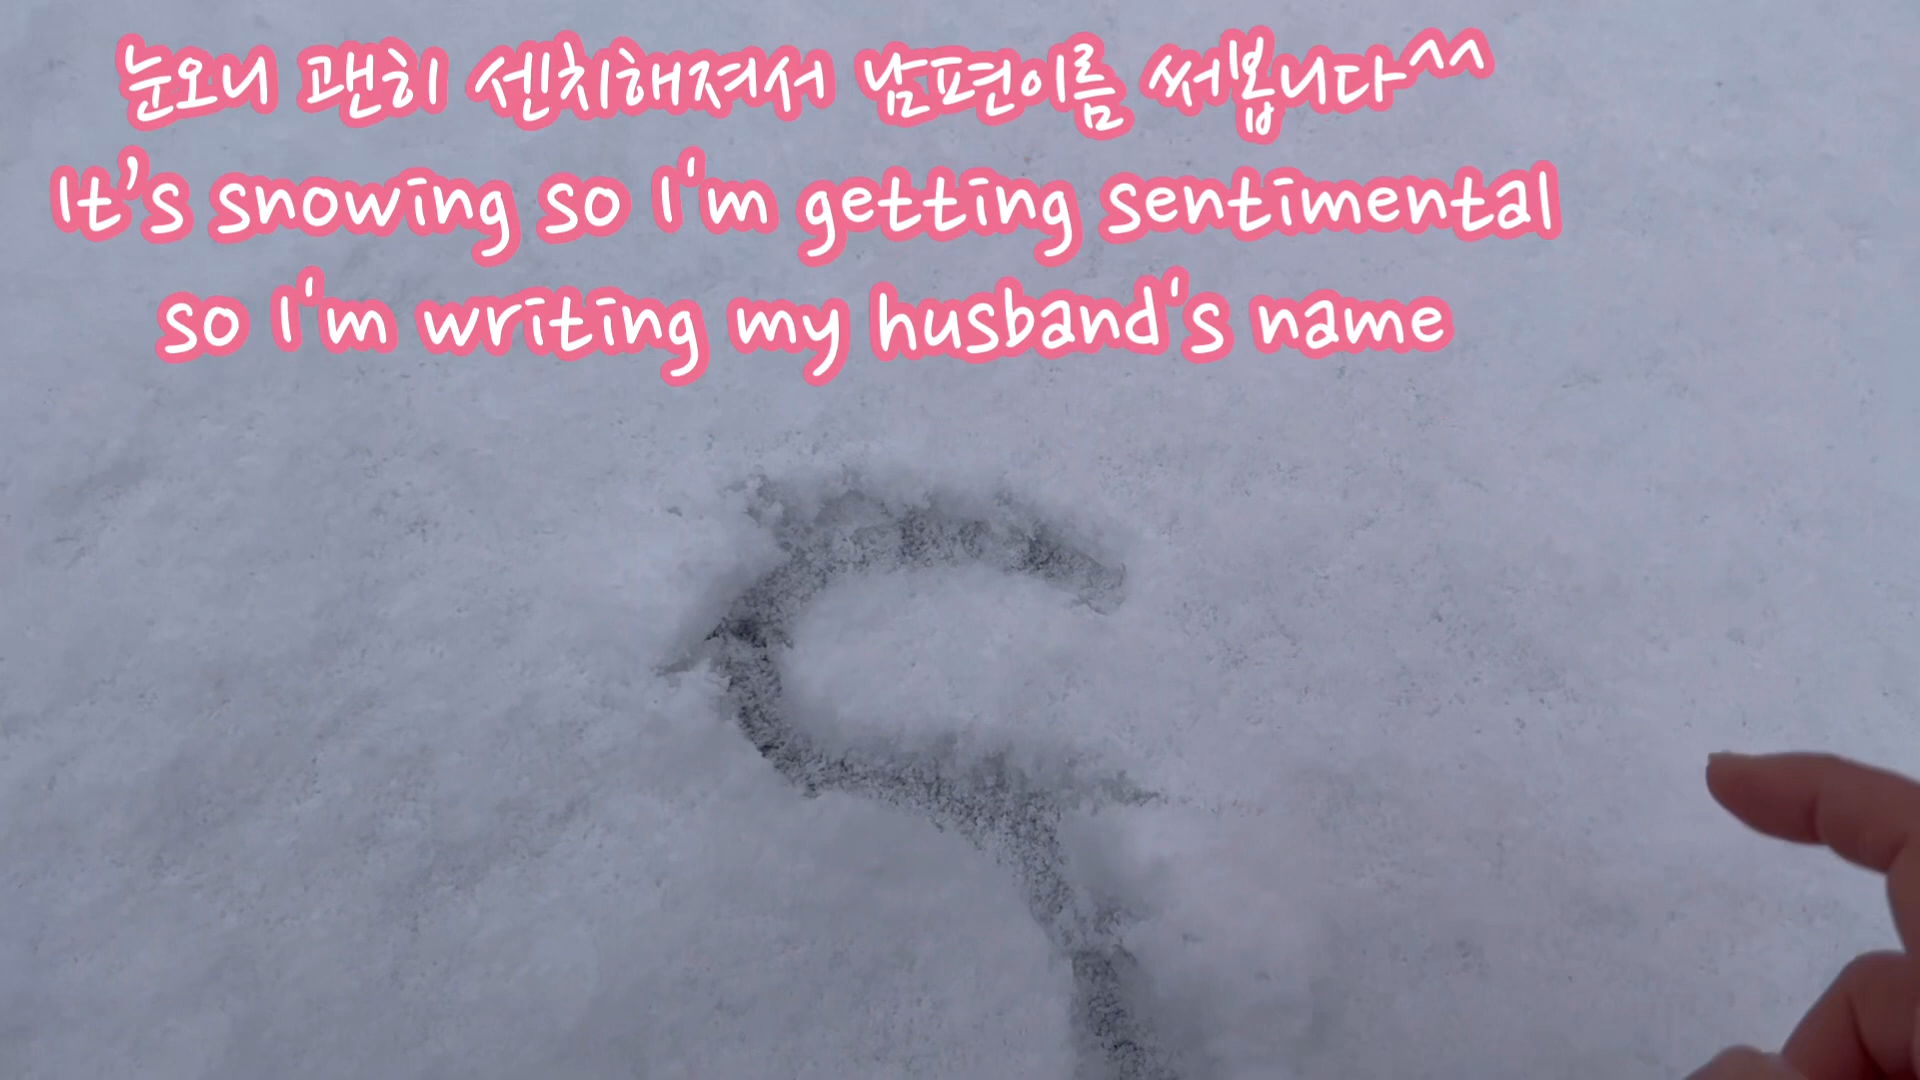 눈오니 괜히 센치해져서 남편이름 써봅니다^^
It's snowing so I'm getting sentimental
so I'm writing my husband's name